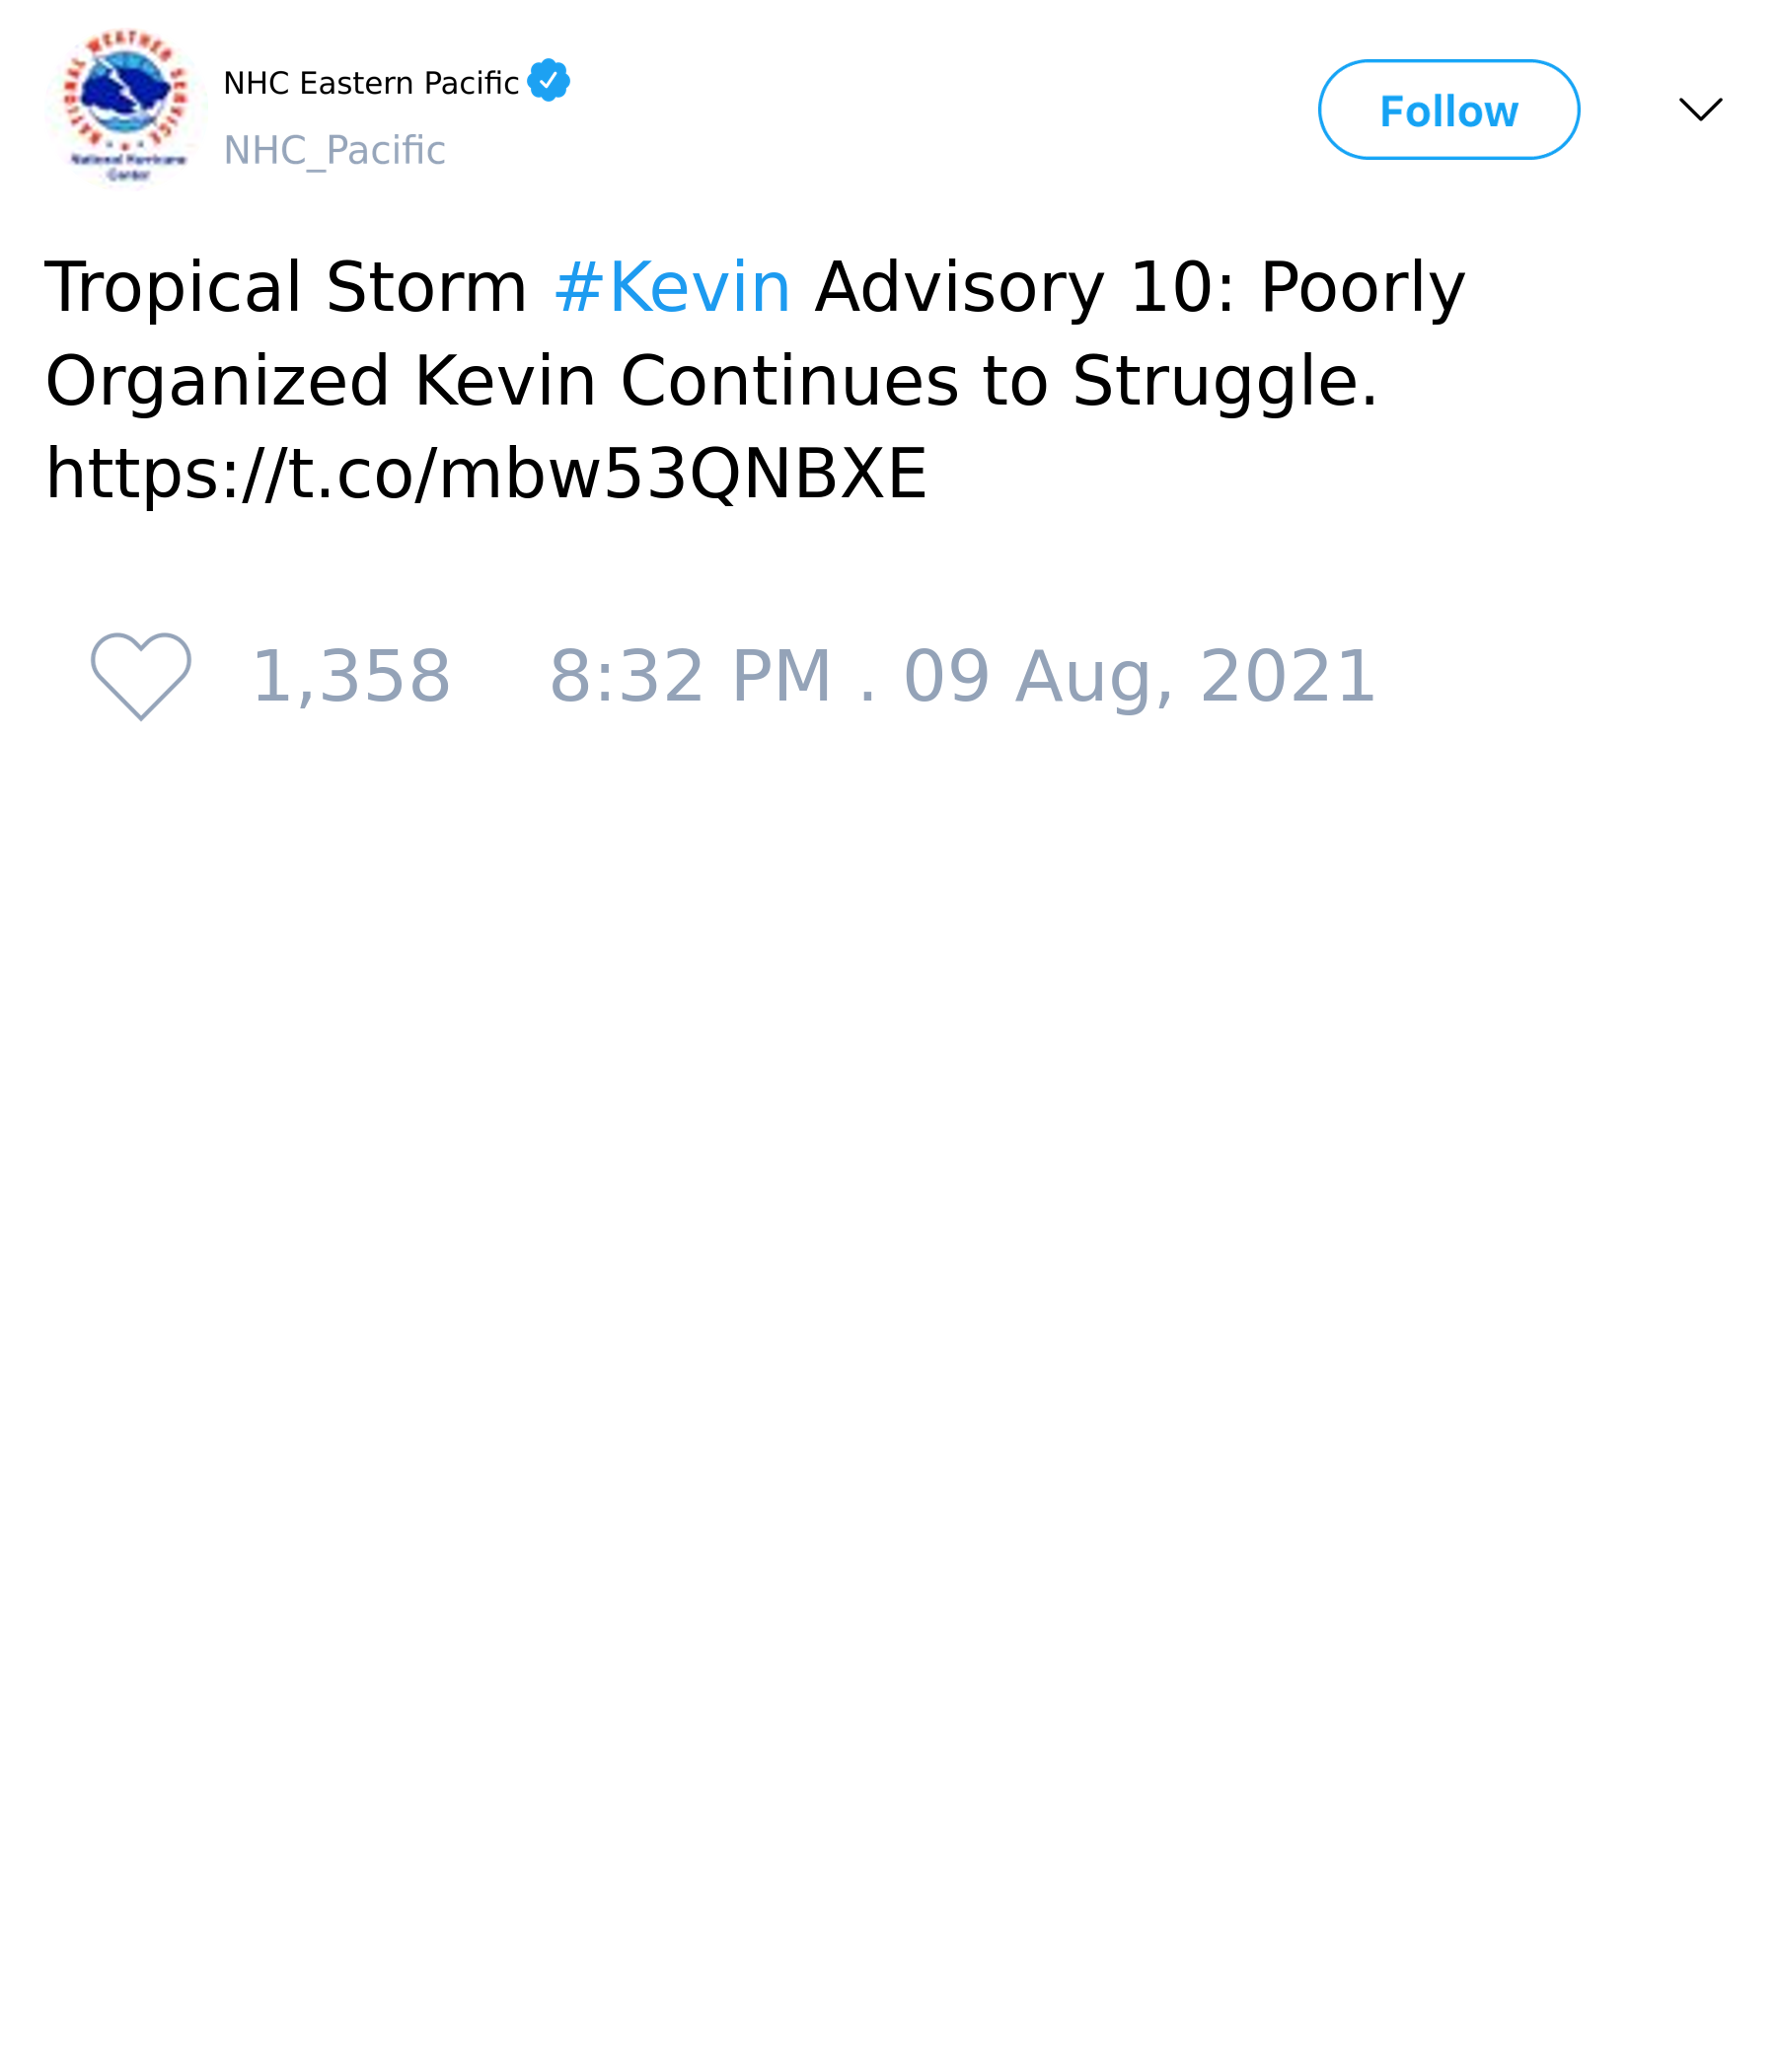 NATIONAL WEATHER SERVICE
National Hurricane
Center
NHC Eastern Pacific
NHC_Pacific
Follow
Tropical Storm #Kevin Advisory 10: Poorly
Organized Kevin Continues to Struggle.
https://t.co/mbw53QNBXE
1,358 8:32 PM . 09 Aug, 2021